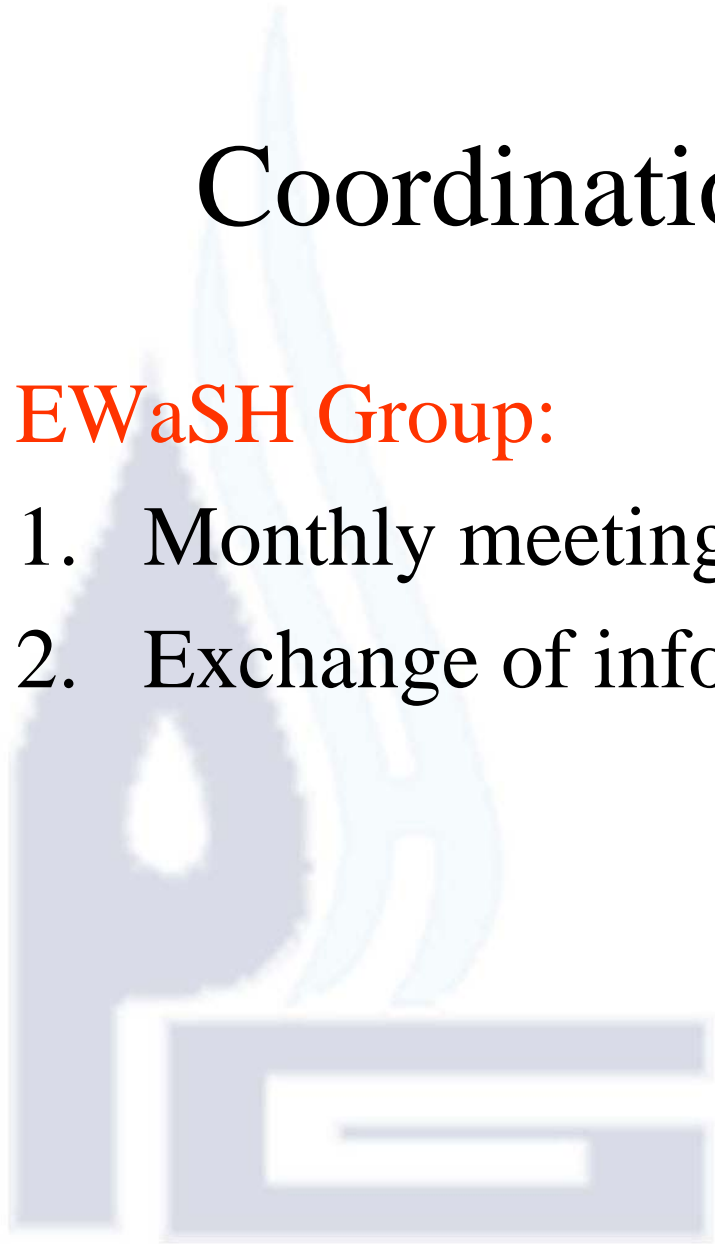 Coordinatio
EWaSH Group:
1. Monthly meeting
2. Exchange of info